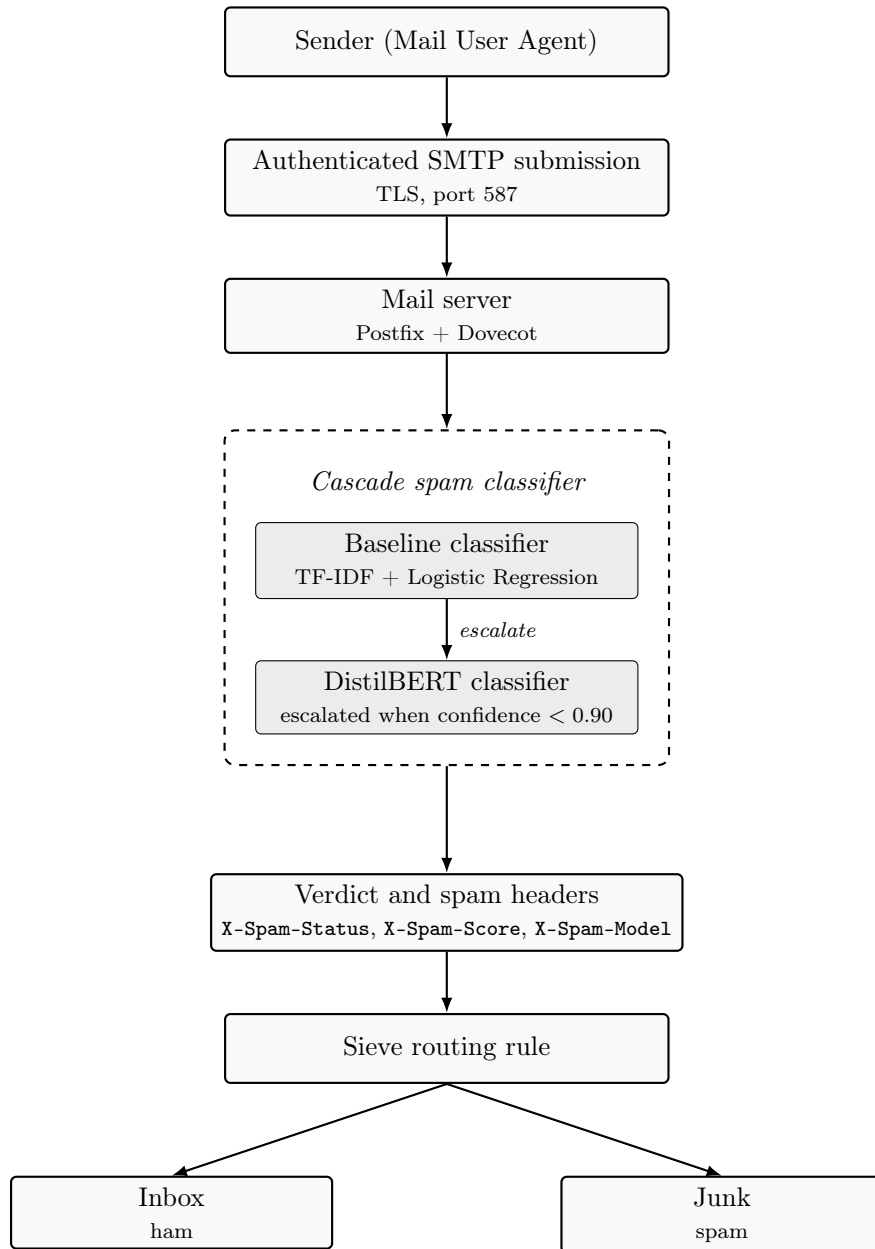 Sender (Mail User Agent)
Authenticated SMTP submission
TLS, port 587
Mail server
Postfix + Dovecot
Cascade spam classifier
Baseline classifier
TF-IDF + Logistic Regression
escalate
DistilBERT classifier
escalated when confidence < 0.90
Verdict and spam headers
X-Spam-Status, X-Spam-Score, X-Spam-Model
Sieve routing rule
Inbox
ham
Junk
spam